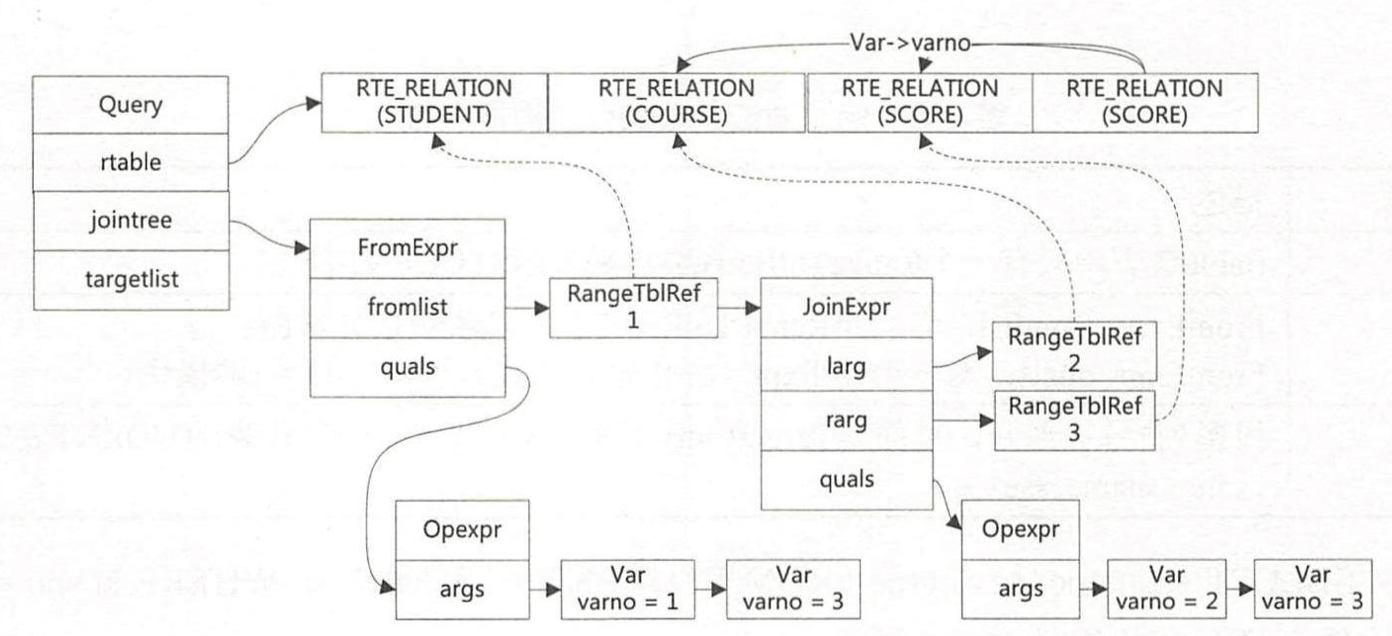 Var->varno
Query
rtable
jointree
targetlist
RTE_RELATION
(STUDENT)
RTE_RELATION
(COURSE)
RTE_RELATION
(SCORE)
RTE_RELATION
(SCORE)
FromExpr
fromlist
quals
RangeTblRef
1
JoinExpr
larg
rarg
quals
RangeTblRef
2
RangeTblRef
3
Opexpr
args
Var
varno = 1
Var
varno = 3
Opexpr
args
Var
varno = 2
Var
varno = 3